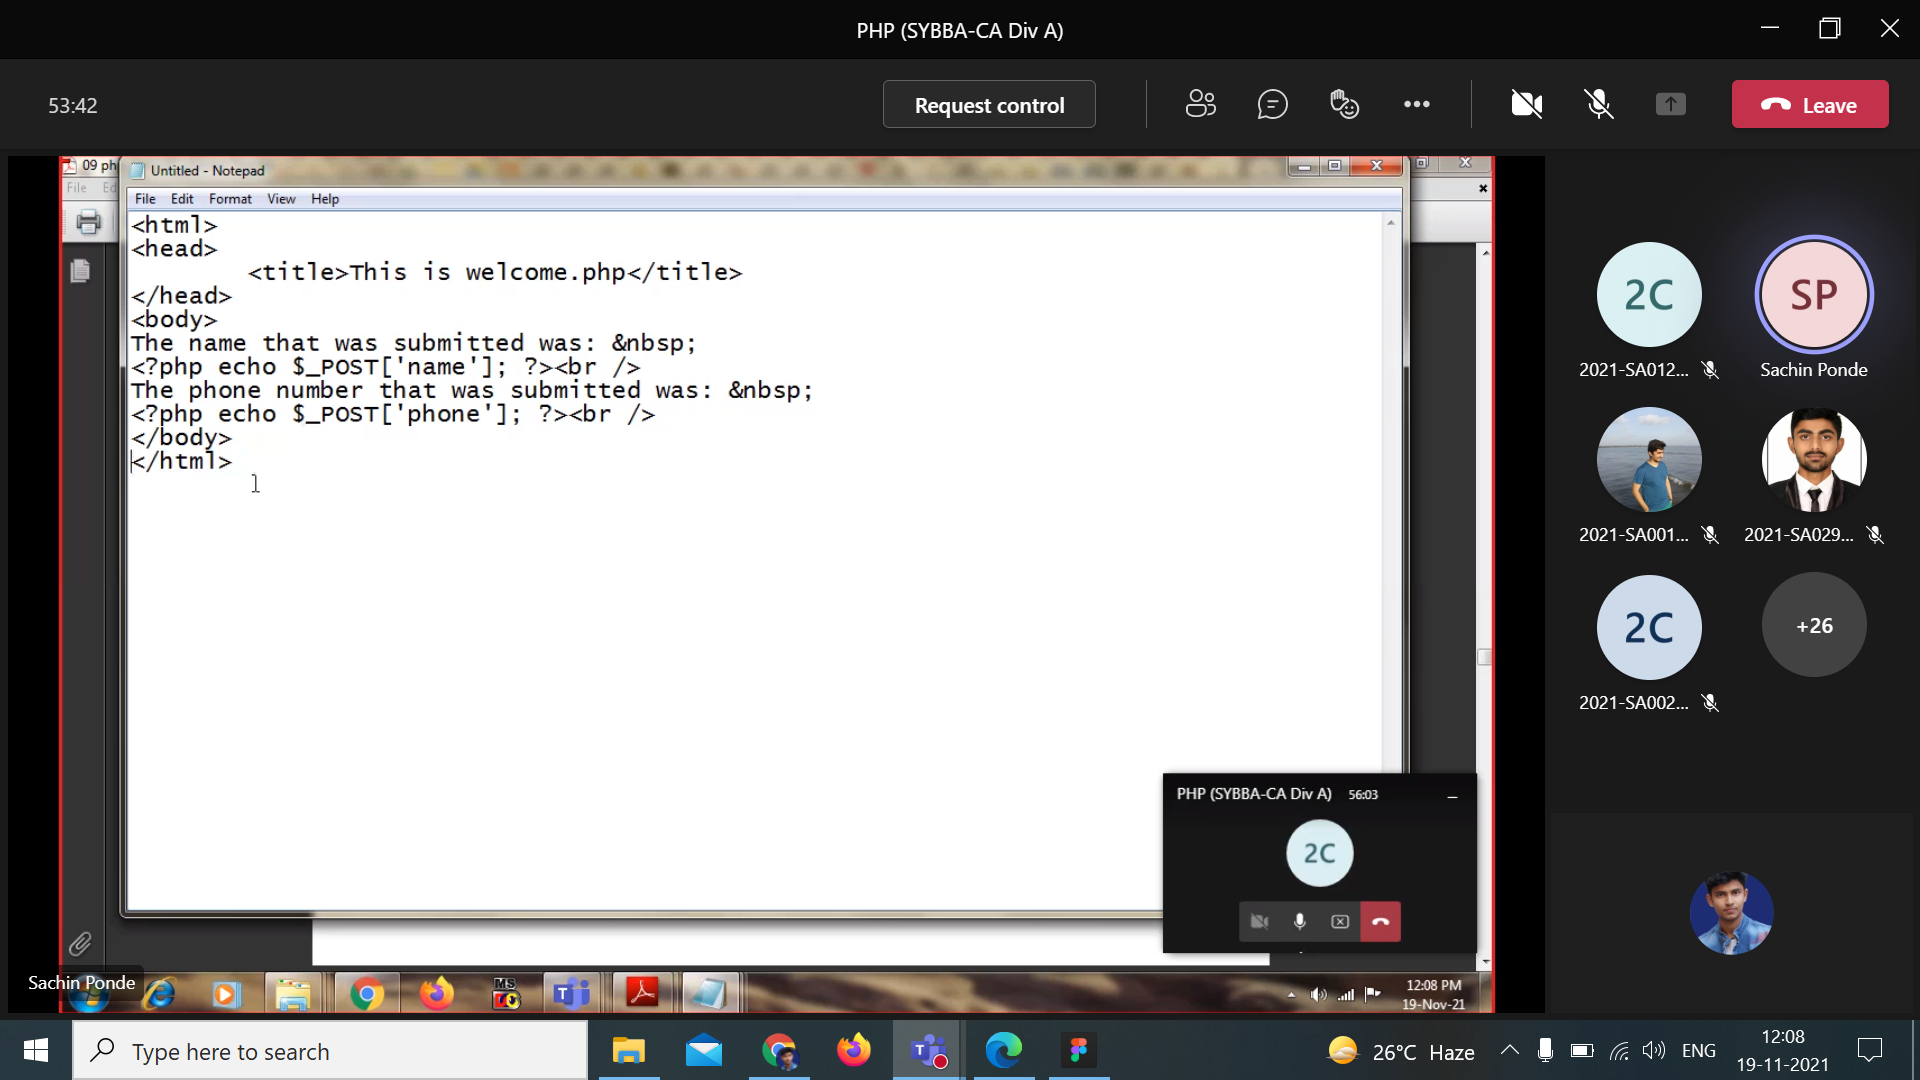 PHP (SYBBA-CA Div A)
53:42
Request control
Leave
09 ph
Untitled - Notepad
File Ed
File Edit Format View Help
<html>
<head>
<title>This is welcome.php</title>
</head>
<body>
The name that was submitted was: &nbsp;
<?php echo $_POST['name']; ?><br />
The phone number that was submitted was: &nbsp;
<?php echo $_POST['phone']; ?><br />
</body>
</html>
2C
SP
2021-SA012...
Sachin Ponde
2021-SA001...
2021-SA029...
2C
+26
2021-SA002...
PHP (SYBBA-CA Div A) 56:03
2C
Sachin Ponde
MS
12:08 PM
19-Nov-21
Type here to search
26°C Haze
ENG
12:08
19-11-2021